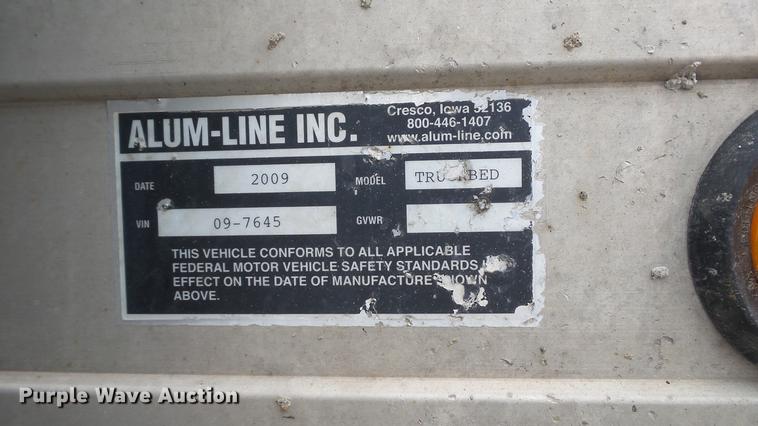 ALUM-LINE INC.
Cresco, Iowa 52136
800-446-1407
www.alum-line.com
DATE 2009 MODEL
VIN 09-7645 GVWR
THIS VEHICLE CONFORMS TO ALL APPLICABLE
FEDERAL MOTOR VEHICLE SAFETY STANDARDS
EFFECT ON THE DATE OF MANUFACTURE SHOWN
ABOVE.
Purple Wave Auction